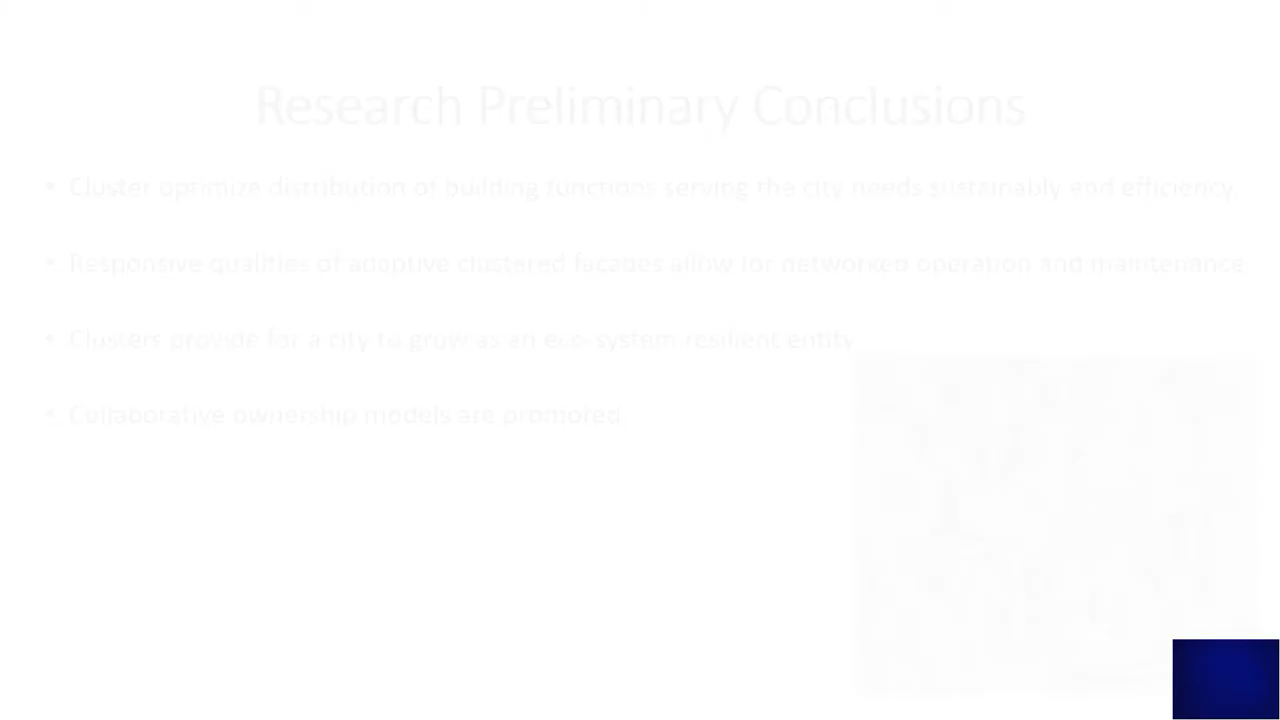 Research Preliminary Conclusions
• Cluster optimize distribution of building functions serving the city needs sustainably end efficiency.
• Responsive qualities of adoptive clustered facades allow for networked operation and maintenance
• Clusters provide for a city to grow as an eco-system resilient entity
• Collaborative ownership models are promoted